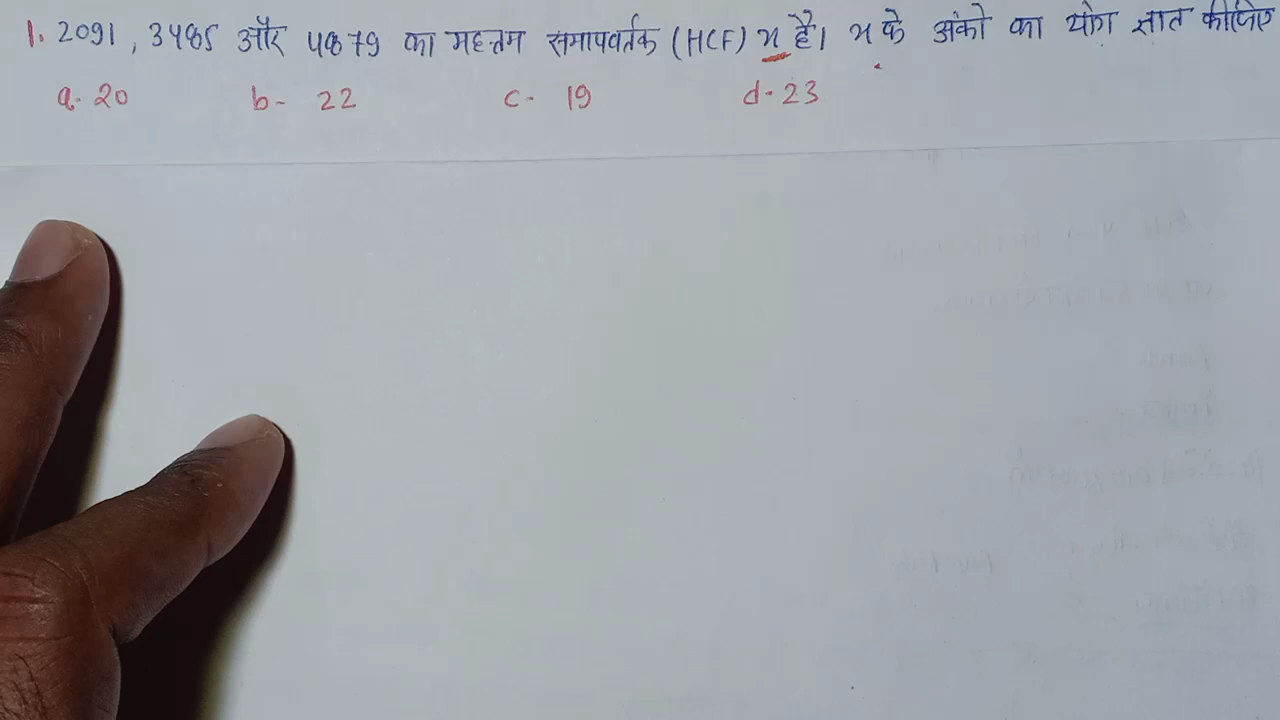 1. 2091, 3485 और 4879 का महत्तम समापवर्तक (HCF) x है। x के अंको का योग ज्ञात कीजिए
a. 20 b- 22 c- 19 d. 23